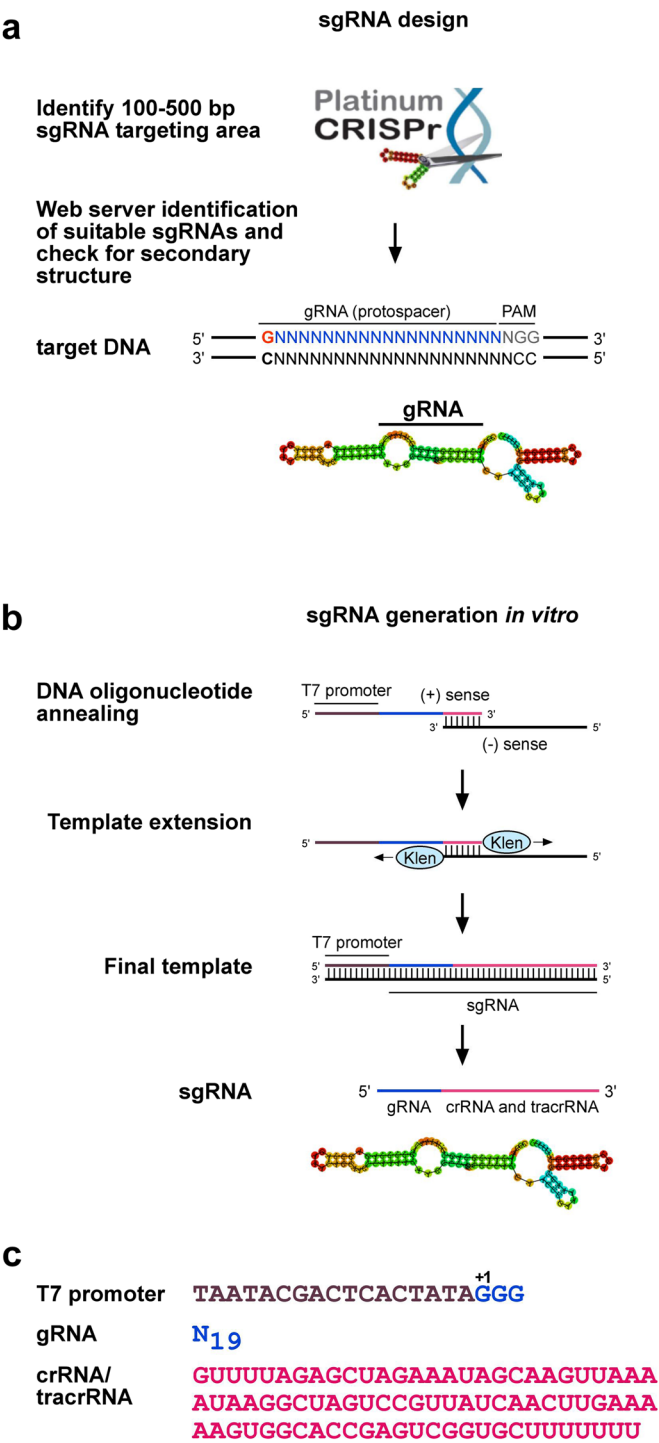 a
sgRNA design
Identify 100-500 bp
sgRNA targeting area
Platinum
CRISPr
Web server identification
of suitable sgRNAs and
check for secondary
structure
gRNA (protospacer) PAM
target DNA
5' GNNNNNNNNNNNNNNNNNNNNGG 3'
3' CNNNNNNNNNNNNNNNNNNNNCC 5'
gRNA
b
sgRNA generation in vitro
DNA oligonucleotide
annealing
T7 promoter
(+) sense
5' 3'
3' 5'
(-) sense
Template extension
5' Klen
Klen 5'
Final template
T7 promoter
5' 3'
3' 5'
sgRNA
sgRNA
5' 3'
gRNA crRNA and tracrRNA
c
+1
T7 promoter TAATACGACTCACTATAGGG
gRNA N19
crRNA/
tracrRNA
GUUUUAGAGCUAGAAAUAGCAAGUUAAA
AUAAGGCUAGUCCGUUAUCAACUUGAAA
AAGUGGCACCGAGUCGGUGCUUUUUUU